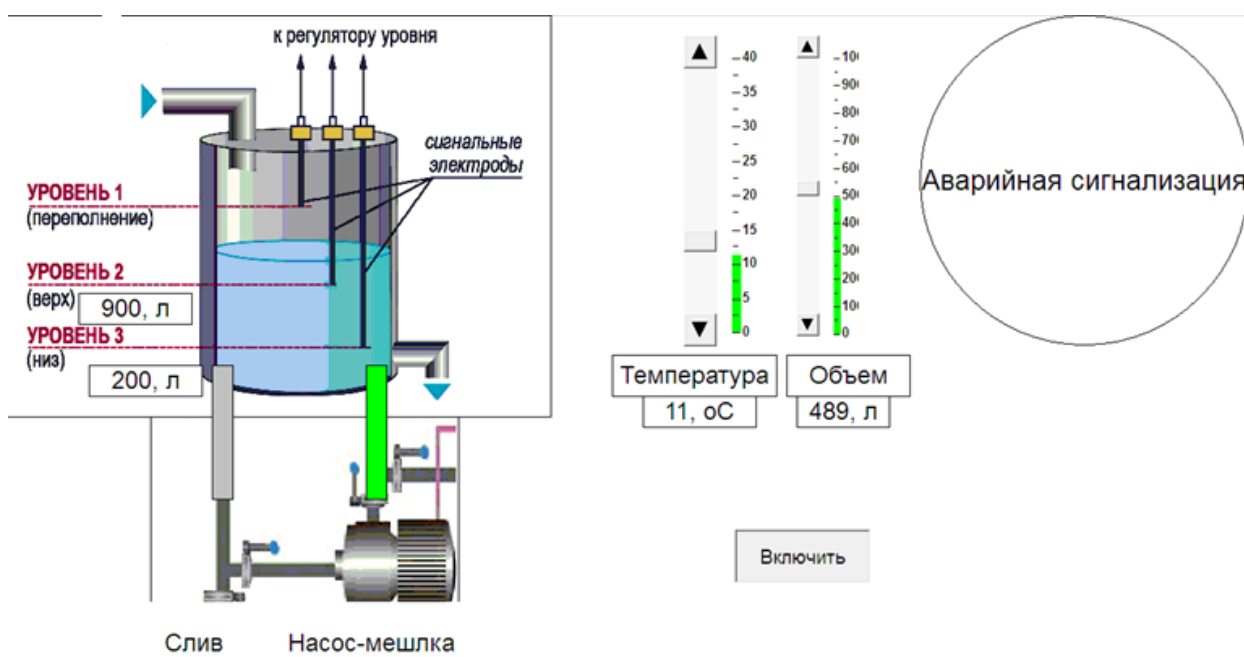 к регулятору уровня
сигнальные
электроды
УРОВЕНЬ 1
(переполнение)
УРОВЕНЬ 2
(верх)
900, л
УРОВЕНЬ 3
(низ)
200, л
Слив
Насос-мешлка
▲
40
35
30
25
20
15
10
5
0
▼
▲
100
900
800
700
600
500
400
300
200
100
0
▼
Температура
11, оС
Объем
489, л
Включить
Аварийная сигнализация